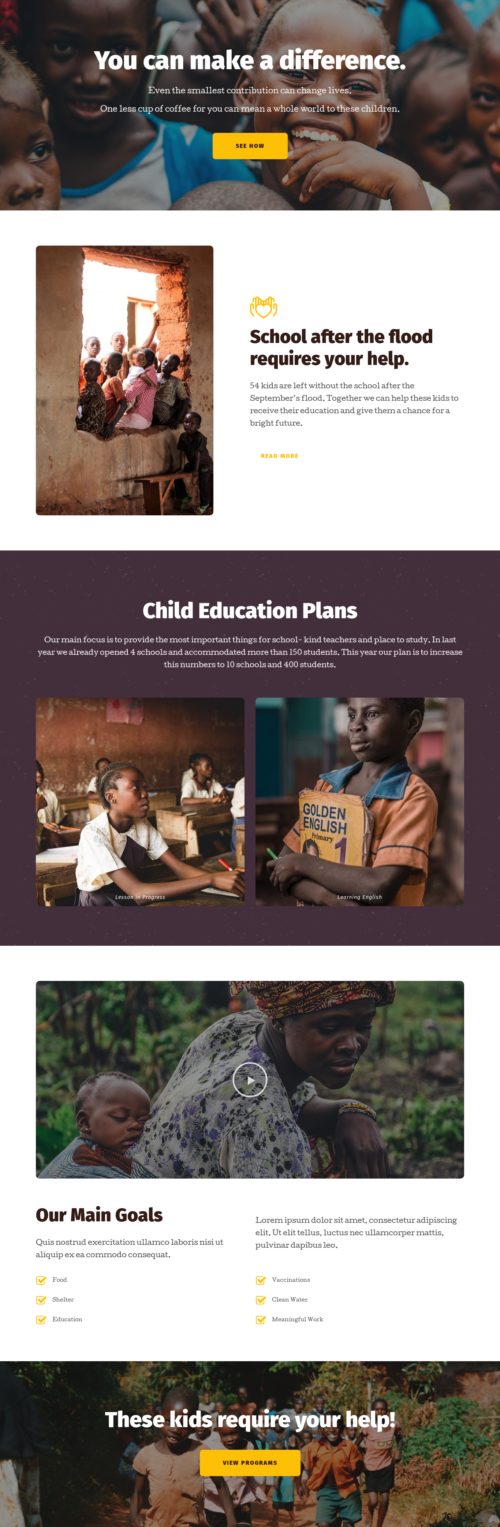 You can make a difference.
Even the smallest contribution can change lives.
One less cup of coffee for you can mean a whole world to these children.
SEE HOW
School after the flood
requires your help.
54 kids are left without the school after the
September's flood. Together we can help these kids to
receive their education and give them a chance for a
bright future.
READ MORE
Child Education Plans
Our main focus is to provide the most important things for school- kind teachers and place to study. In last
year we already opened 4 schools and accommodated more than 150 students. This year our plan is to increase
this numbers to 10 schools and 400 students.
GOLDEN
ENGLISH
Primary
1
Lesson In Progress
Learning English
Our Main Goals
Quis nostrud exercitation ullamco laboris nisi ut
aliquip ex ea commodo consequat.
Lorem ipsum dolor sit amet, consectetur adipiscing
elit. Ut elit tellus, luctus nec ullamcorper mattis,
pulvinar dapibus leo.
Food
Shelter
Education
Vaccinations
Clean Water
Meaningful Work
These kids require your help!
VIEW PROGRAMS